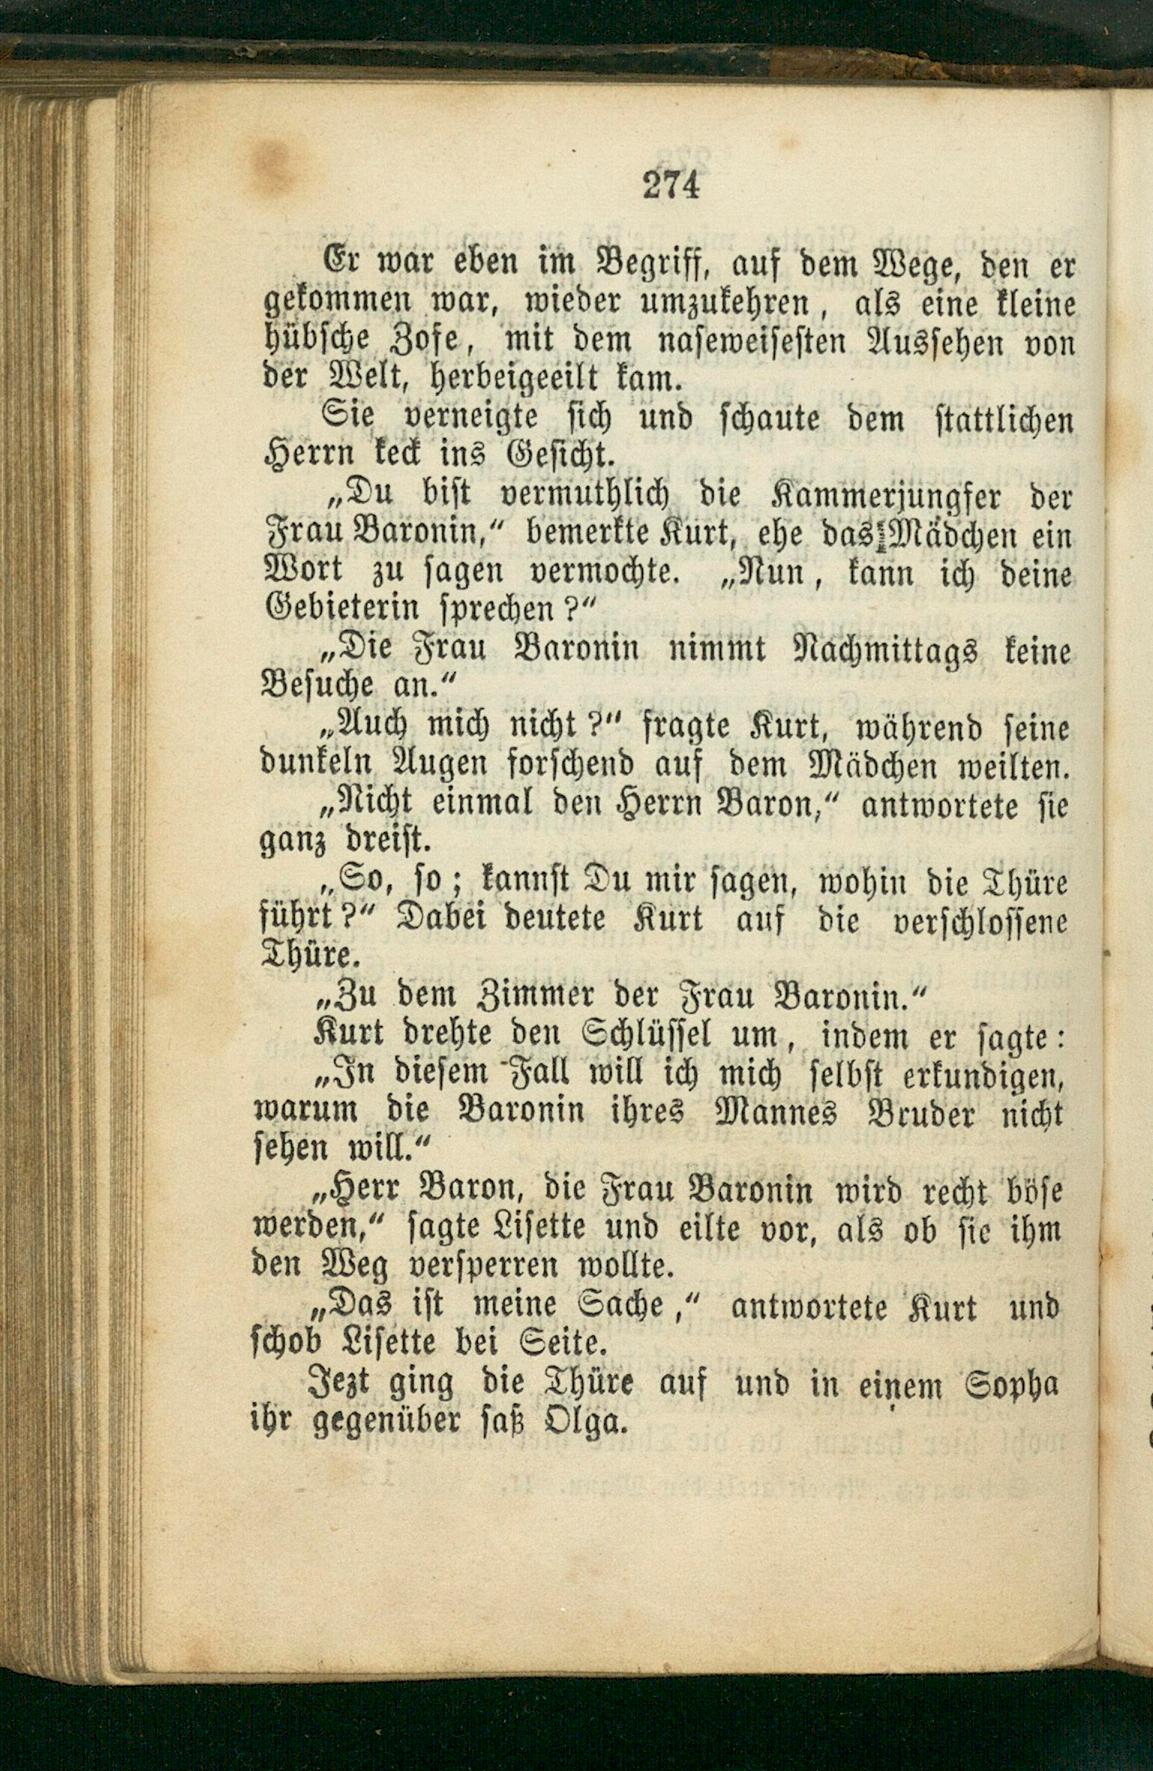 274
Er war eben im Begriff, auf dem Wege, den er
gekommen war, wieder umzukehren, als eine kleine
hübsche Zofe, mit dem naseweisesten Aussehen von
der Welt, herbeigeeilt kam.
Sie verneigte sich und schaute dem stattlichen
Herrn keck ins Gesicht.
„Du bist vermuthlich die Kammerjungfer der
Frau Baronin,“ bemerkte Kurt, ehe das Mädchen ein
Wort zu sagen vermochte. „Nun, kann ich deine
Gebieterin sprechen?“
„Die Frau Baronin nimmt Nachmittags keine
Besuche an.“
„Auch mich nicht?“ fragte Kurt, während seine
dunkeln Augen forschend auf dem Mädchen weilten.
„Nicht einmal den Herrn Baron,“ antwortete sie
ganz dreist.
„So, so; kannst Du mir sagen, wohin die Thüre
führt?“ Dabei deutete Kurt auf die verschlossene
Thüre.
„Zu dem Zimmer der Frau Baronin.“
Kurt drehte den Schlüssel um, indem er sagte:
„In diesem Fall will ich mich selbst erkundigen,
warum die Baronin ihres Mannes Bruder nicht
sehen will.“
„Herr Baron, die Frau Baronin wird recht böse
werden,“ sagte Lisette und eilte vor, als ob sie ihm
den Weg versperren wollte.
„Das ist meine Sache,“ antwortete Kurt und
schob Lisette bei Seite.
Jezt ging die Thüre auf und in einem Sopha
ihr gegenüber saß Olga.